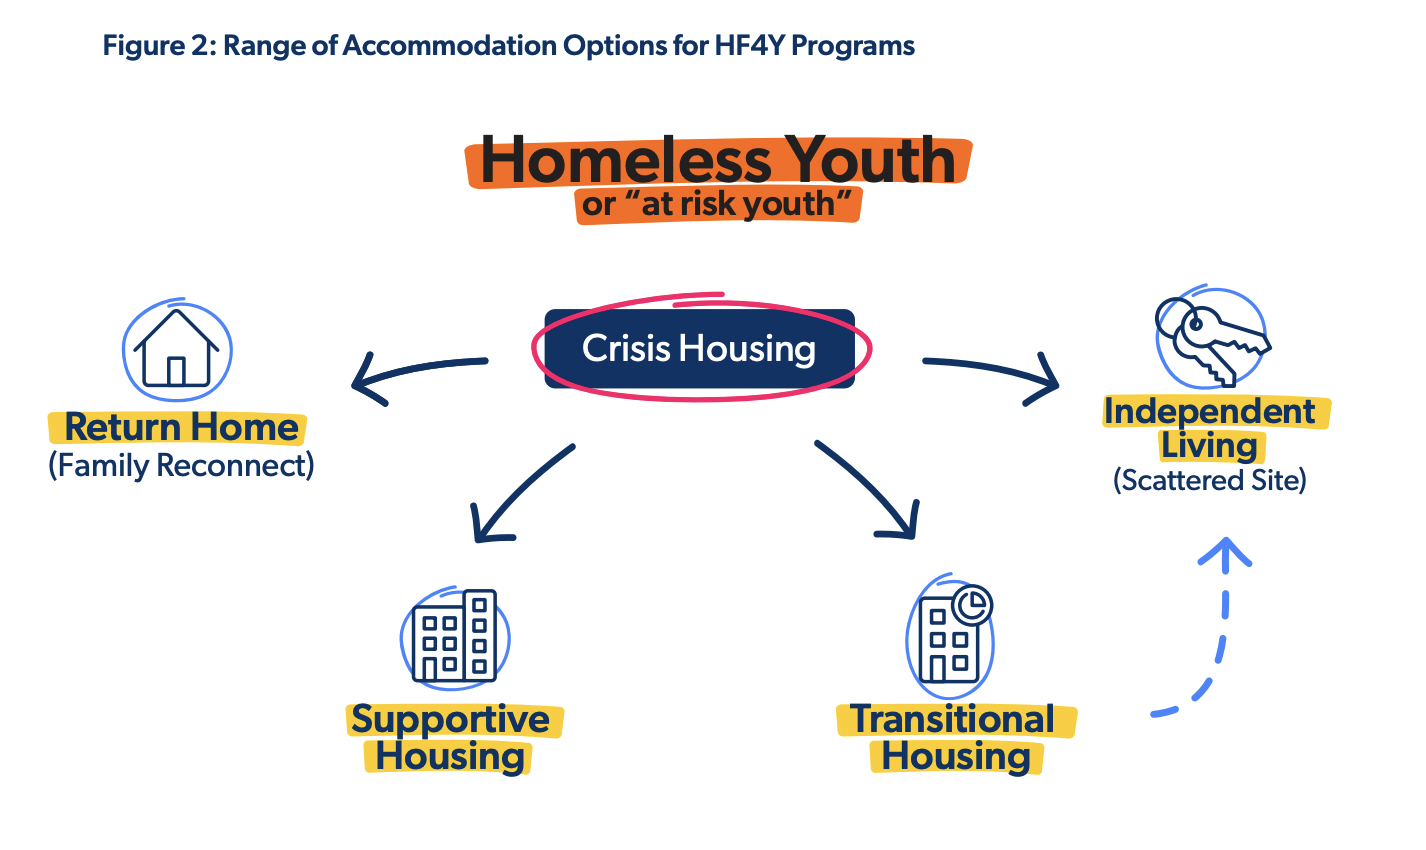 Figure 2: Range of Accommodation Options for HF4Y Programs
Homeless Youth
or “at risk youth”
Crisis Housing
Return Home
(Family Reconnect)
Independent
Living
(Scattered Site)
Supportive
Housing
Transitional
Housing